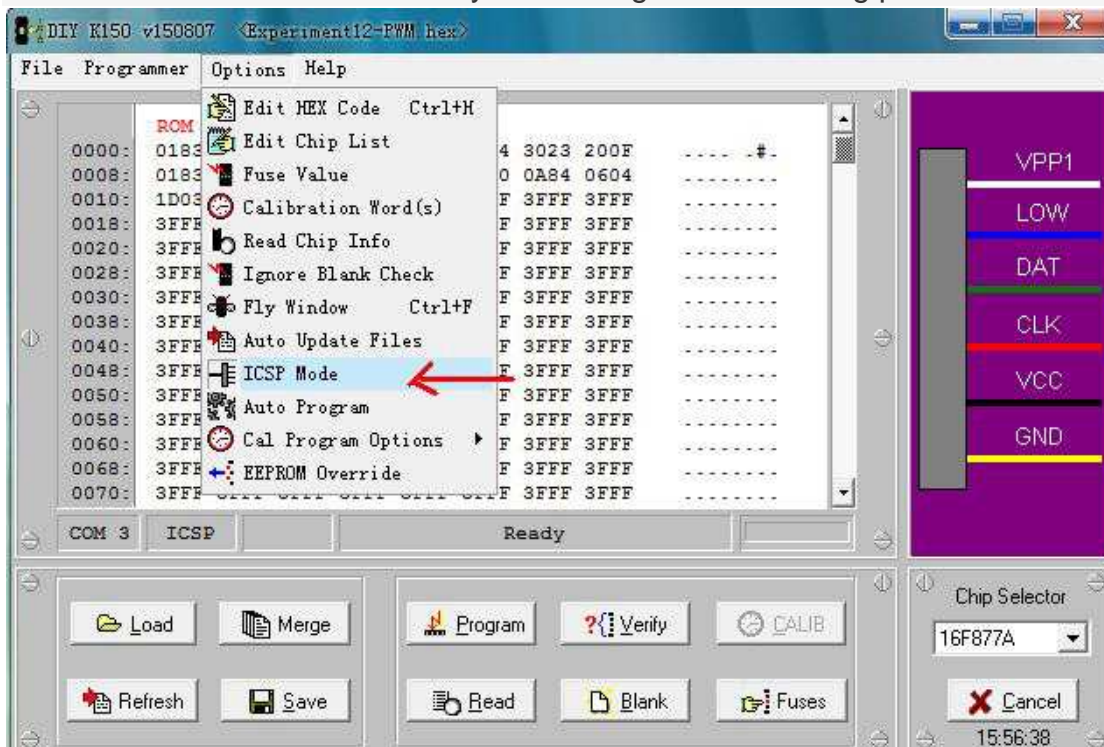 DIY K150 v150807 <Experiment12-PWM.hex>
File Programmer Options Help
ROM
Edit HEX Code Ctrl+H
Edit Chip List
Fuse Value
Calibration Word(s)
Read Chip Info
Ignore Blank Check
Fly Window Ctrl+F
Auto Update Files
ICSP Mode
Auto Program
Cal Program Options
EEPROM Override
0000: 0183 4 3023 200F .... .#.
0008: 0183 0 0A84 0604 ........
0010: 1D03 F 3FFF 3FFF ........
0018: 3FFF F 3FFF 3FFF ........
0020: 3FFF F 3FFF 3FFF ........
0028: 3FFF F 3FFF 3FFF ........
0030: 3FFF F 3FFF 3FFF ........
0038: 3FFF F 3FFF 3FFF ........
0040: 3FFF F 3FFF 3FFF ........
0048: 3FFF F 3FFF 3FFF ........
0050: 3FFF F 3FFF 3FFF ........
0058: 3FFF F 3FFF 3FFF ........
0060: 3FFF F 3FFF 3FFF ........
0068: 3FFF F 3FFF 3FFF ........
0070: 3FFF 3FFF 3FFF ........
COM 3 ICSP Ready
VPP1
LOW
DAT
CLK
VCC
GND
Load Merge Program Verify CALIB
Refresh Save Read Blank Fuses
Chip Selector
16F877A
Cancel
15:56:38